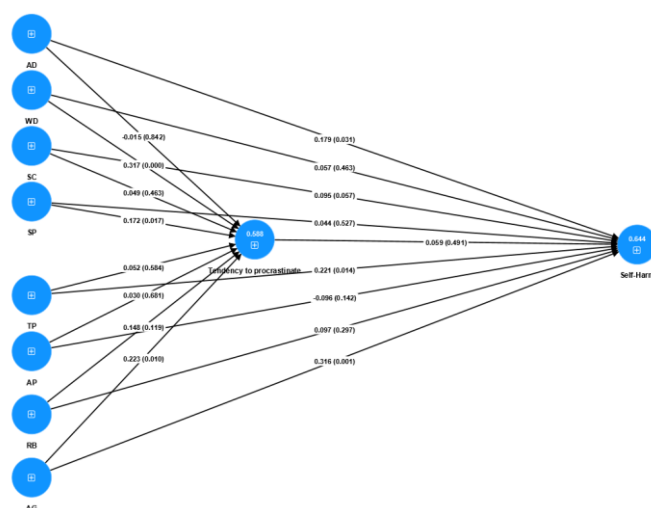 AD
WD
-0.015 (0.842)
0.179 (0.031)
SC
0.317 (0.000)
0.057 (0.463)
0.049 (0.463)
0.095 (0.057)
SP
0.172 (0.017)
0.044 (0.527)
0.059 (0.491)
0.644
Tendency to procrastinate
Self-Harm
0.052 (0.584)
0.221 (0.014)
TP
0.030 (0.681)
-0.096 (0.142)
0.148 (0.119)
0.097 (0.297)
AP
0.223 (0.010)
0.316 (0.001)
RB